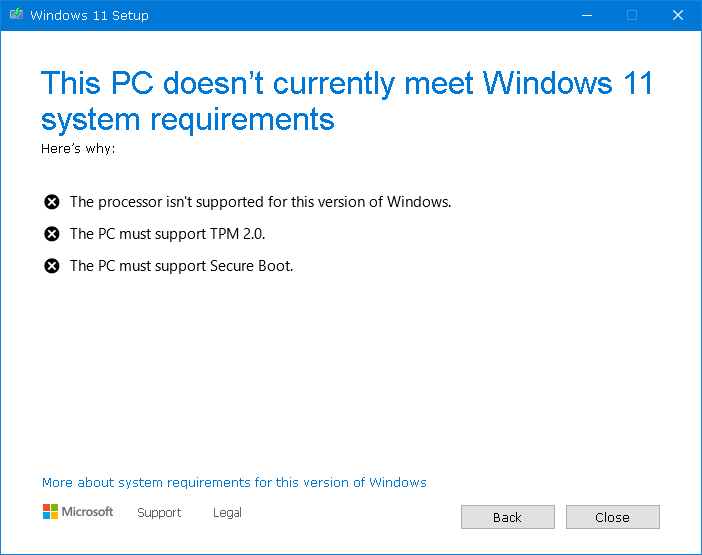 Windows 11 Setup
This PC doesn’t currently meet Windows 11
system requirements
Here’s why:
The processor isn't supported for this version of Windows.
The PC must support TPM 2.0.
The PC must support Secure Boot.
More about system requirements for this version of Windows
Microsoft Support Legal Back Close